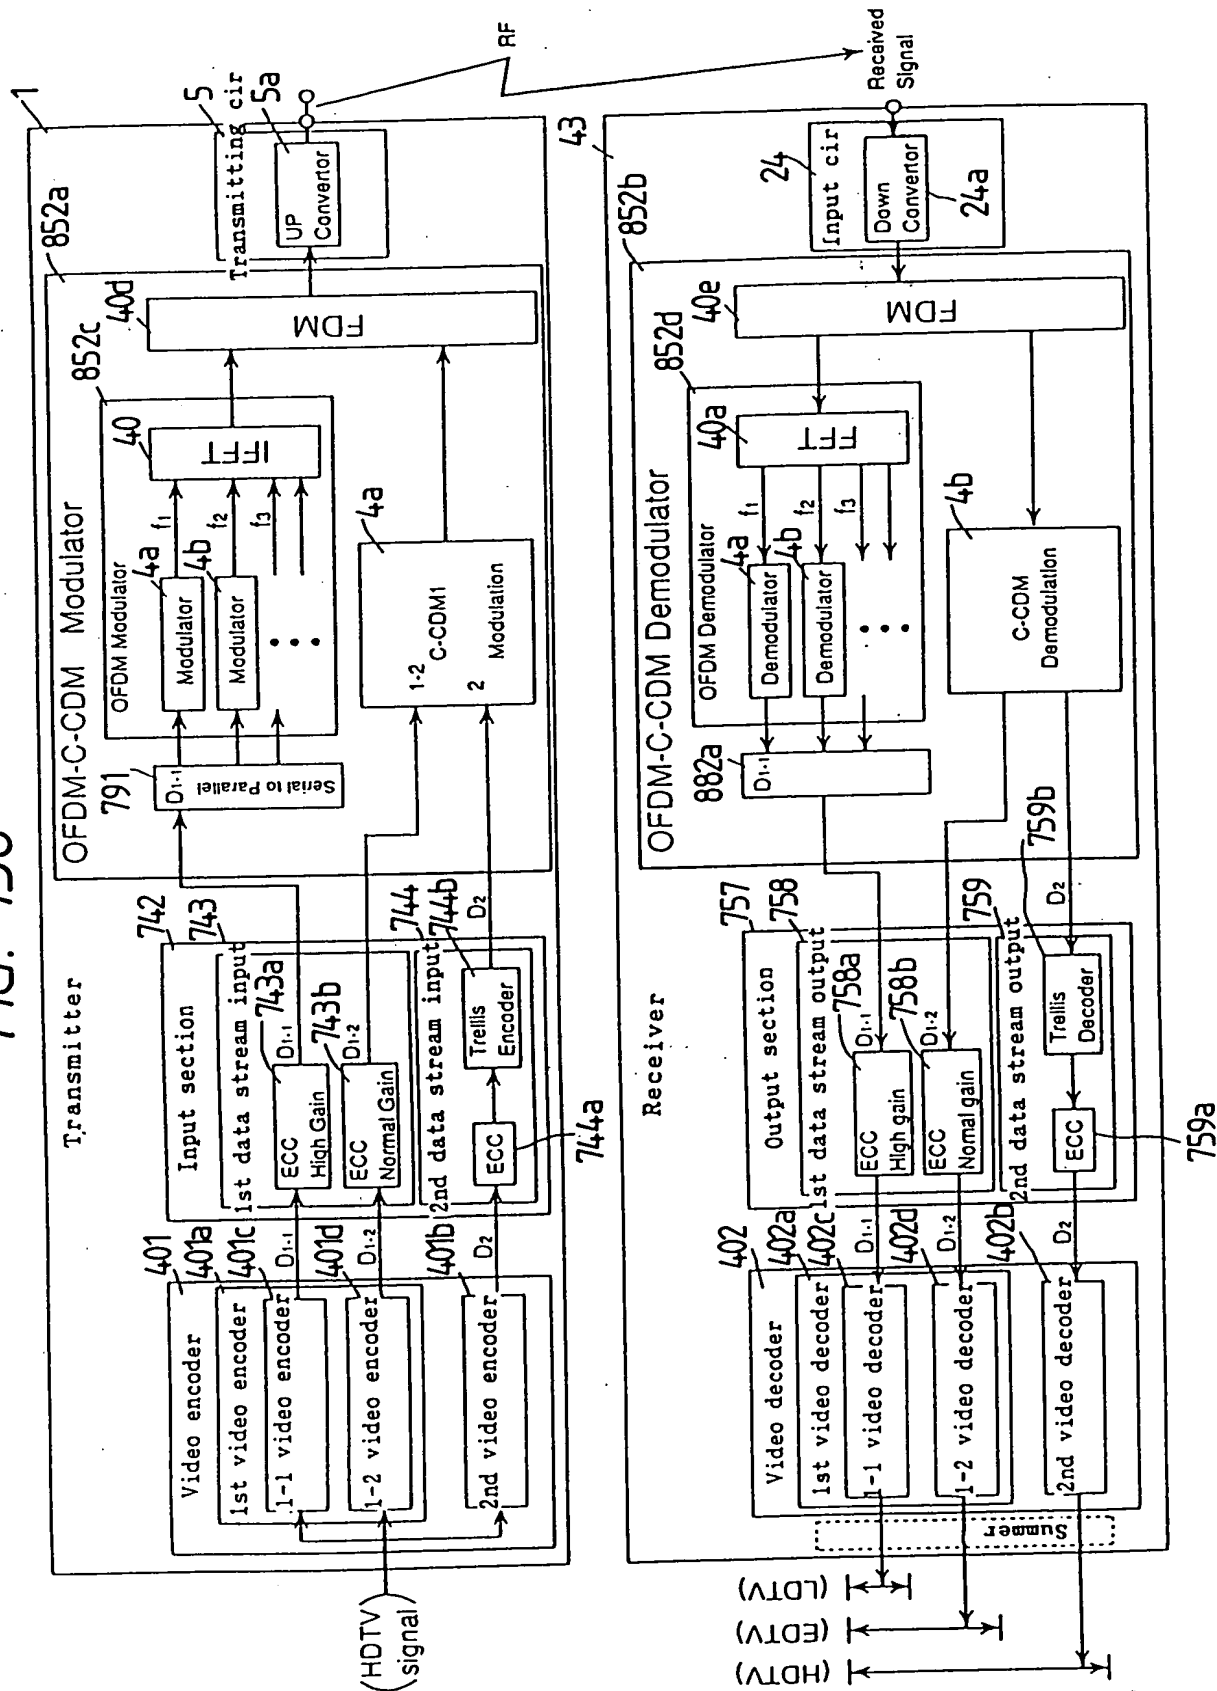 Transmitter
1
(HDTV signal)
Video encoder
401
1st video encoder
401a
1-1 video encoder
401c
1-2 video encoder
401d
2nd video encoder
401b
D1-1
D1-2
D2
Input section
742
1st data stream input
743
ECC
High Gain
743a
D1-1
ECC
Normal Gain
743b
D1-2
2nd data stream input
744
ECC
744a
Trellis
Encoder
744b
D2
OFDM-C-CDM Modulator
852a
791
D1-1
Serial to Parallel
OFDM Modulator
852c
Modulator
4a
Modulator
4b
f1
f2
f3
IFFT
40
1-2
2
C-CDM1
Modulation
4a
FDM
40d
Transmitting cir
5
UP
Convertor
5a
RF
Receiver
43
Received
Signal
Input cir
24
Down
Convertor
24a
OFDM-C-CDM Demodulator
852b
FDM
40e
OFDM Demodulator
852d
FFT
40a
f1
f2
f3
Demodulator
4a
Demodulator
4b
882a
D1-1
C-CDM
Demodulation
4b
Output section
757
1st data stream output
758
ECC
High gain
758a
D1-1
ECC
Normal gain
758b
D1-2
2nd data stream output
759
Trellis
Decoder
759b
D2
ECC
759a
D1-1
D1-2
D2
Video decoder
402
1st video decoder
402a
1-1 video decoder
402c
1-2 video decoder
402d
2nd video decoder
402b
Summer
(LDTV)
(EDTV)
(HDTV)